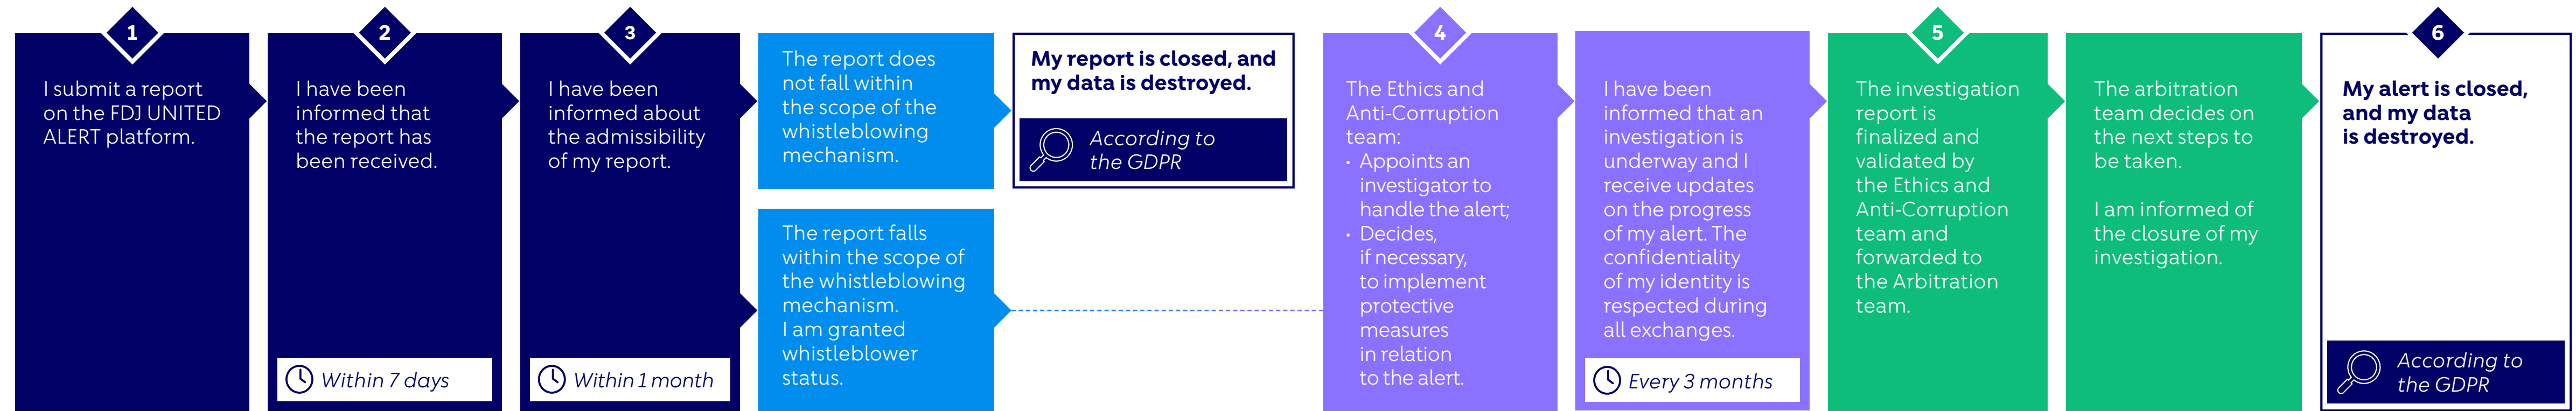 1
I submit a report
on the FDJ UNITED
ALERT platform.
2
I have been
informed that
the report has
been received.
Within 7 days
3
I have been
informed about
the admissibility
of my report.
Within 1 month
The report does
not fall within
the scope of the
whistleblowing
mechanism.
My report is closed, and
my data is destroyed.
According to
the GDPR
The report falls
within the scope of
the whistleblowing
mechanism.
I am granted
whistleblower
status.
4
The Ethics and
Anti-Corruption
team:
• Appoints an
investigator to
handle the alert;
• Decides,
if necessary,
to implement
protective
measures
in relation
to the alert.
I have been
informed that an
investigation is
underway and I
receive updates
on the progress
of my alert. The
confidentiality
of my identity is
respected during
all exchanges.
Every 3 months
5
The investigation
report is
finalized and
validated by
the Ethics and
Anti-Corruption
team and
forwarded to
the Arbitration
team.
The arbitration
team decides on
the next steps to
be taken.
I am informed of
the closure of my
investigation.
6
My alert is closed,
and my data
is destroyed.
According to
the GDPR